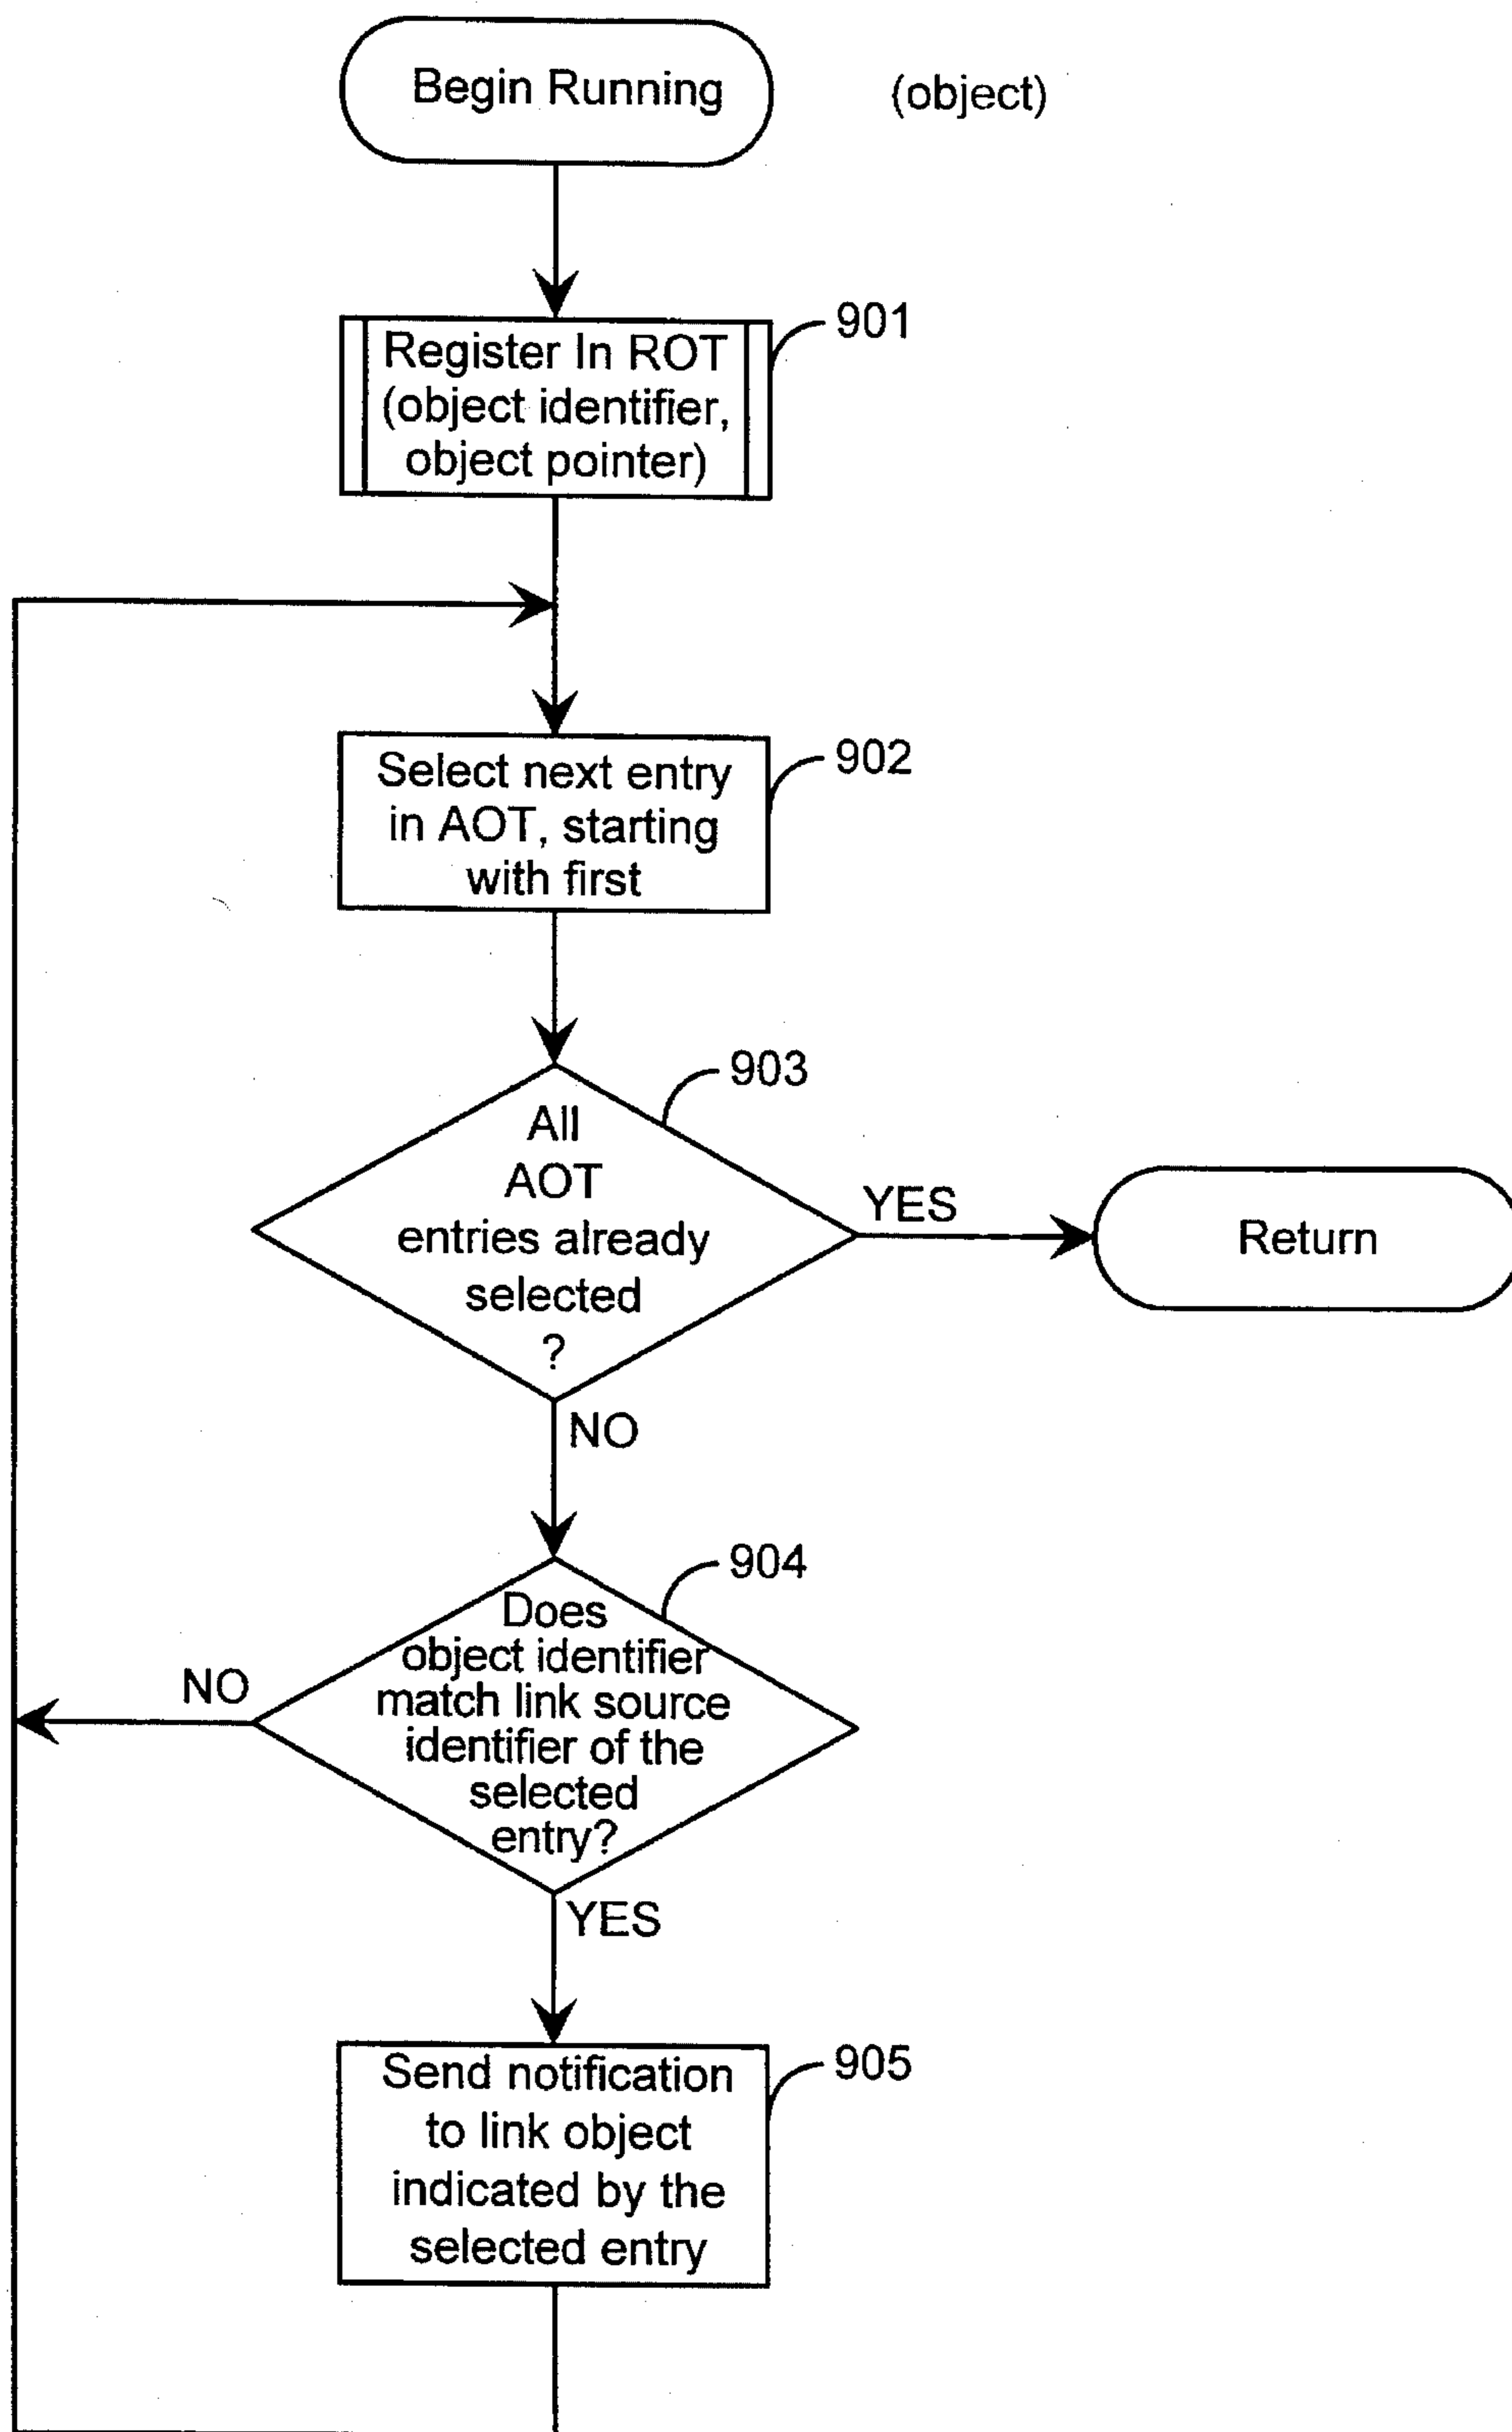 Begin Running
(object)
901
Register In ROT
(object identifier,
object pointer)
902
Select next entry
in AOT, starting
with first
903
All
AOT
entries already
selected
?
YES
Return
NO
904
Does
object identifier
match link source
identifier of the
selected
entry?
NO
YES
905
Send notification
to link object
indicated by the
selected entry